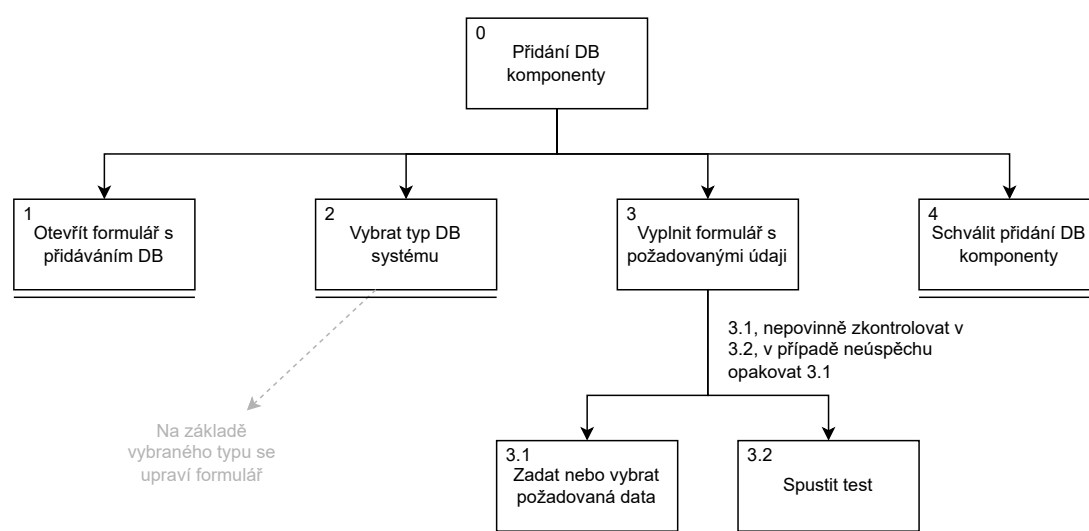 0
Přidání DB
komponenty
1
Otevřít formulář s
přidáváním DB
2
Vybrat typ DB
systému
3
Vyplnit formulář s
požadovanými údaji
4
Schválit přidání DB
komponenty
3.1, nepovinně zkontrolovat v
3.2, v případě neúspěchu
opakovat 3.1
Na základě
vybraného typu se
upraví formulář
3.1
Zadat nebo vybrat
požadovaná data
3.2
Spustit test